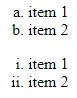 a. item 1
b. item 2
i. item 1
ii. item 2